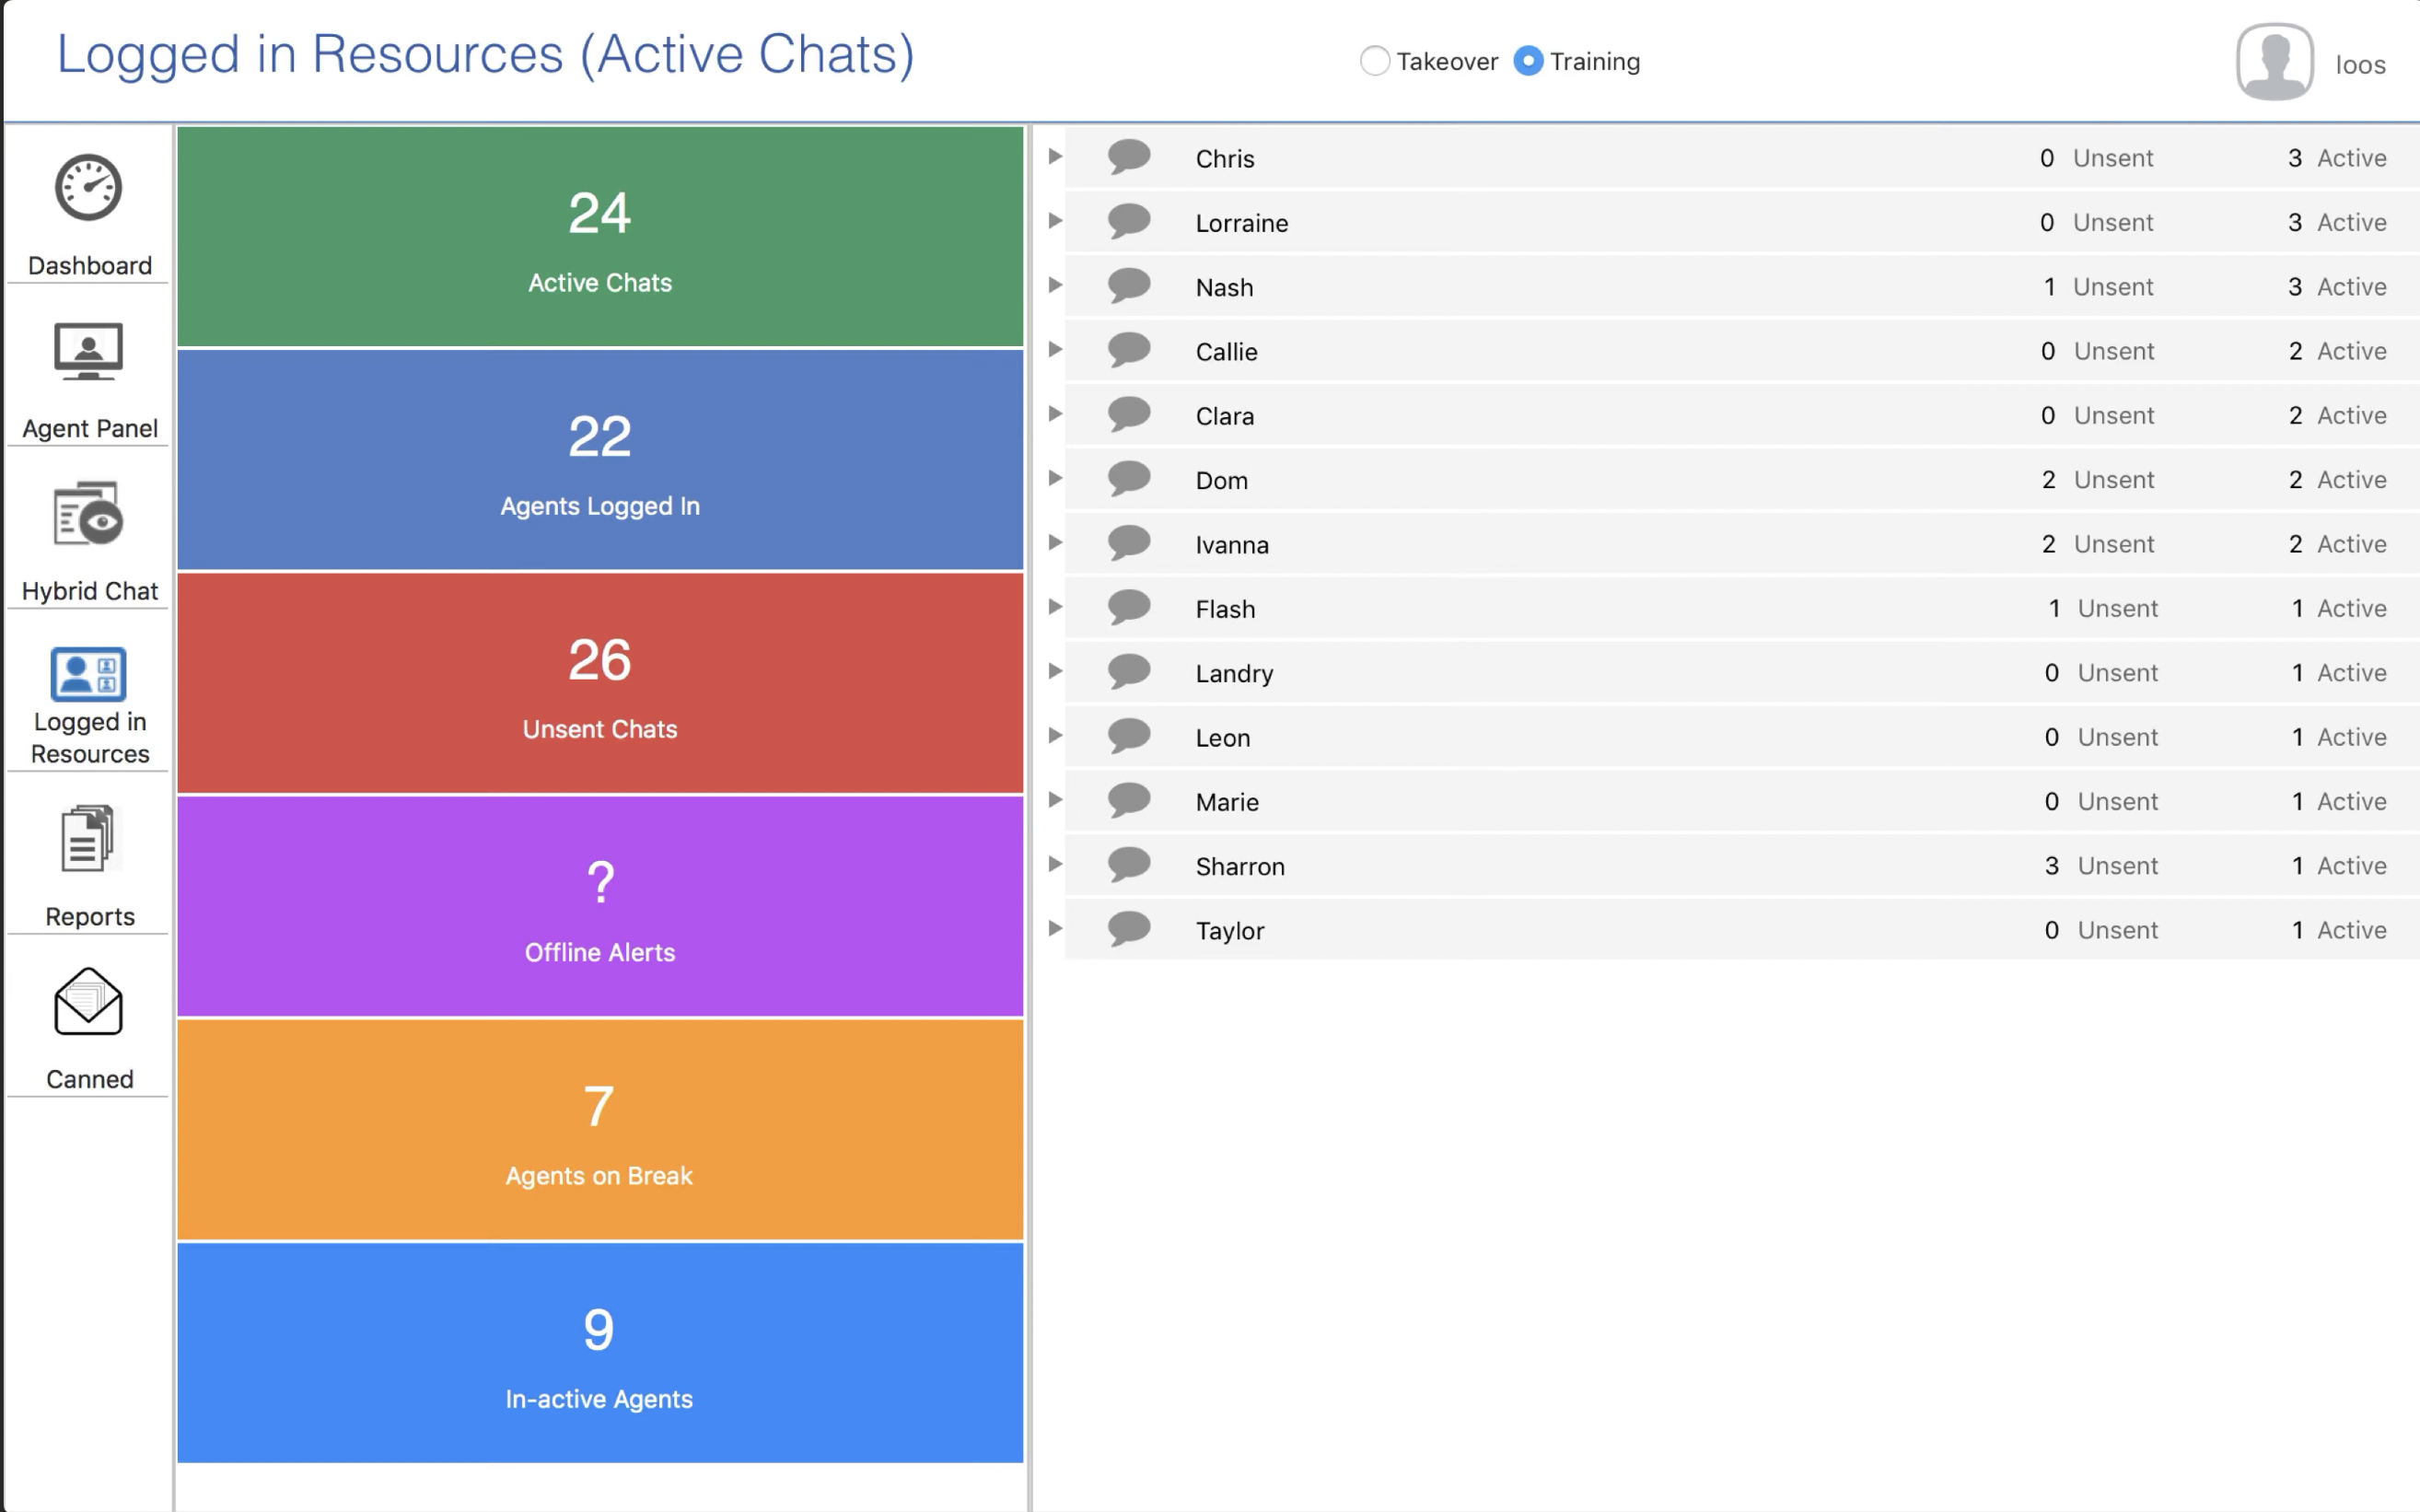 Logged in Resources (Active Chats)
Takeover Training
loos
Dashboard
Agent Panel
Hybrid Chat
Logged in
Resources
Reports
Canned
24
Active Chats
22
Agents Logged In
26
Unsent Chats
?
Offline Alerts
7
Agents on Break
9
In-active Agents
Chris 0 Unsent 3 Active
Lorraine 0 Unsent 3 Active
Nash 1 Unsent 3 Active
Callie 0 Unsent 2 Active
Clara 0 Unsent 2 Active
Dom 2 Unsent 2 Active
Ivanna 2 Unsent 2 Active
Flash 1 Unsent 1 Active
Landry 0 Unsent 1 Active
Leon 0 Unsent 1 Active
Marie 0 Unsent 1 Active
Sharron 3 Unsent 1 Active
Taylor 0 Unsent 1 Active